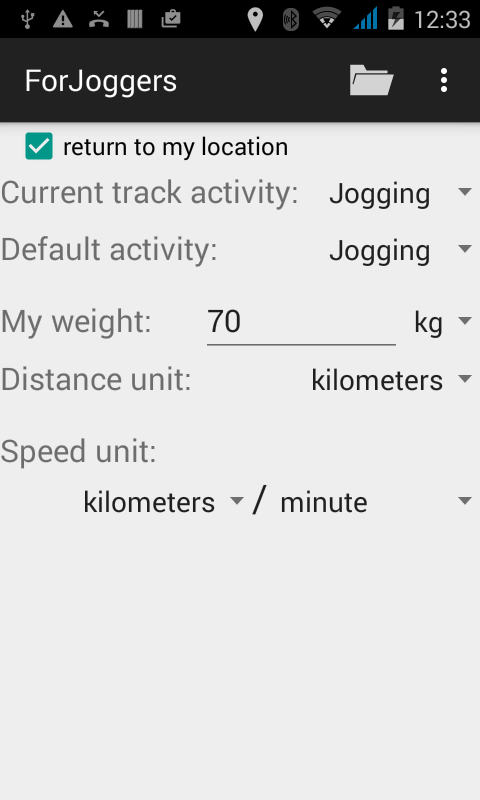 12:33
ForJoggers
return to my location
Current track activity: Jogging
Default activity: Jogging
My weight: 70 kg
Distance unit: kilometers
Speed unit:
kilometers / minute